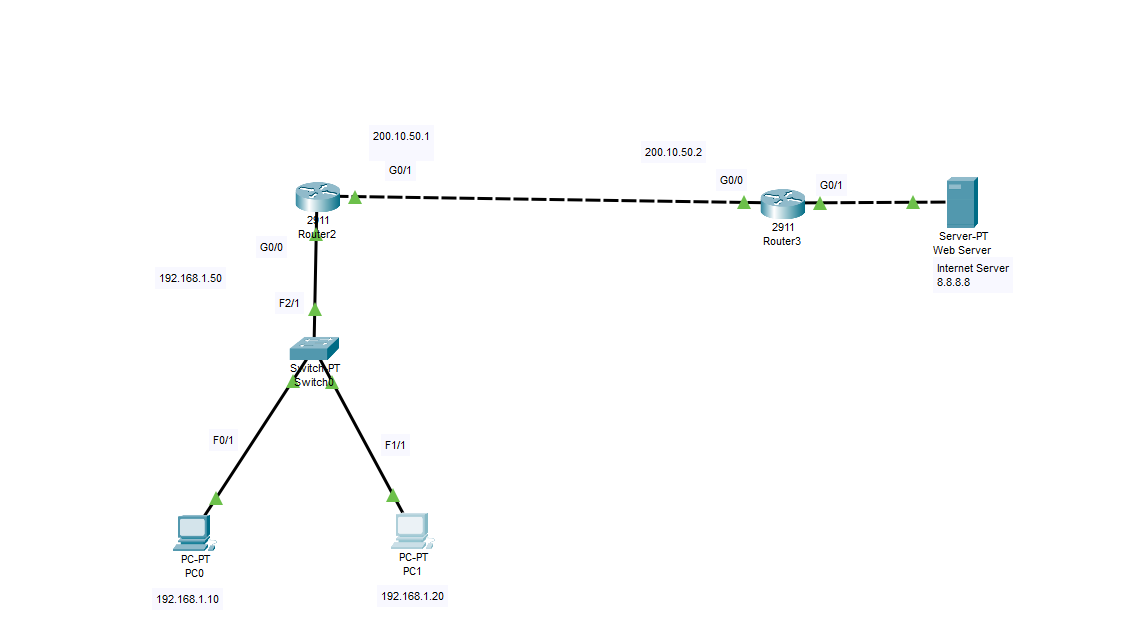 200.10.50.1
G0/1
200.10.50.2
G0/0
G0/1
2911
Router2
2911
Router3
Server-PT
Web Server
Internet Server
8.8.8.8
G0/0
192.168.1.50
F2/1
Switch-PT
Switch0
F0/1
F1/1
PC-PT
PC0
192.168.1.10
PC-PT
PC1
192.168.1.20